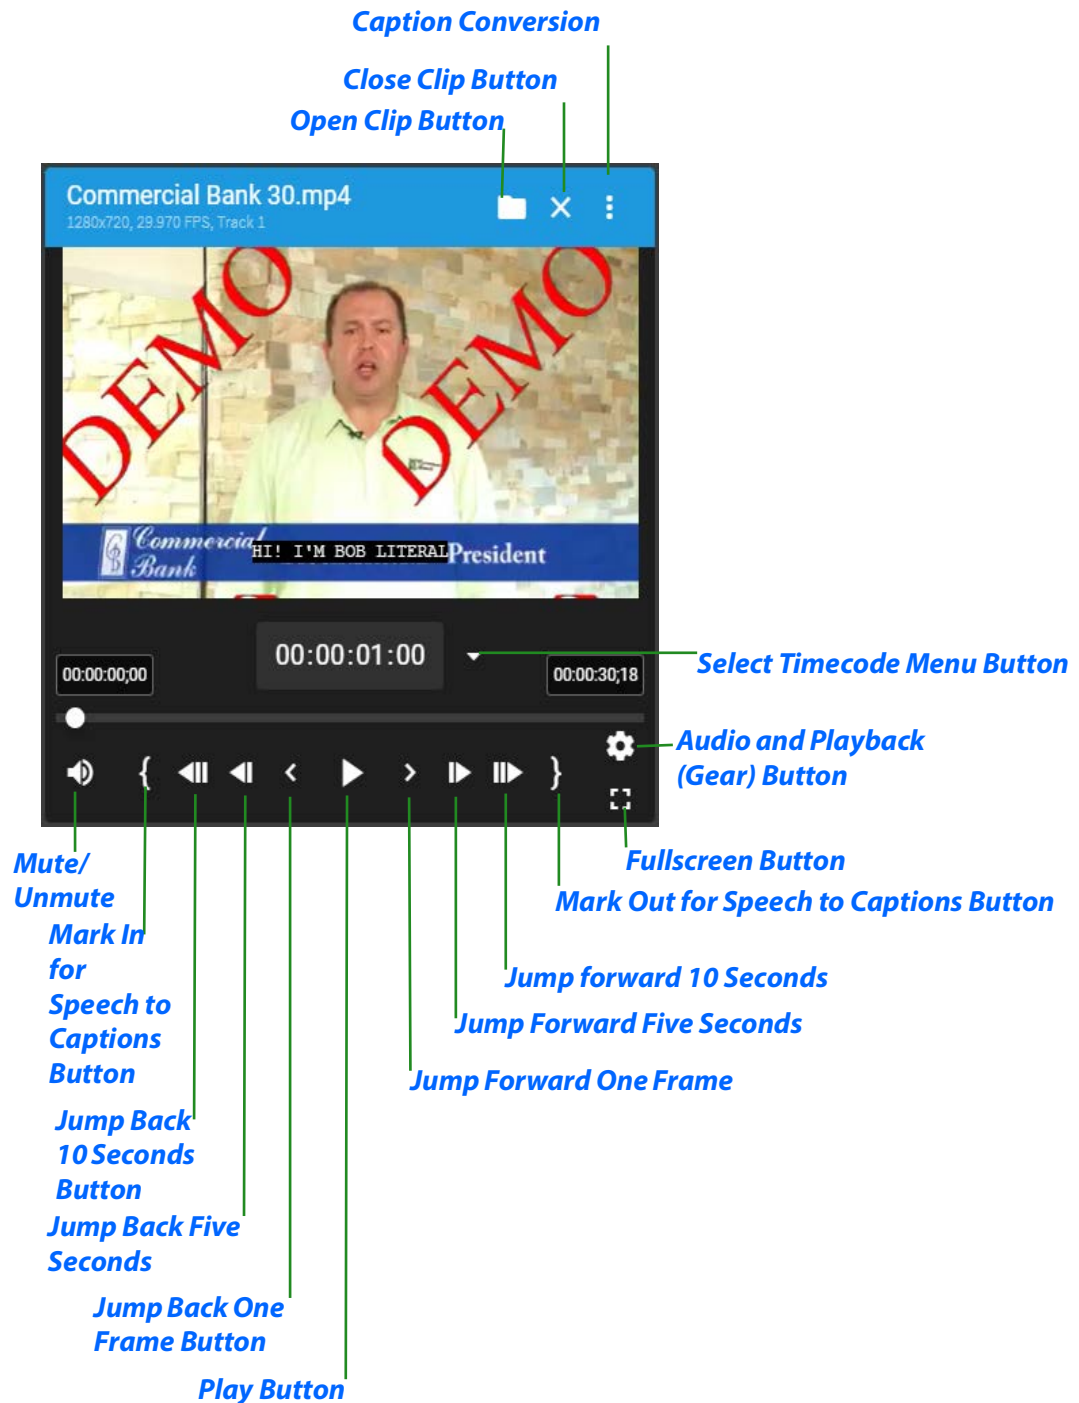 Caption Conversion
Close Clip Button
Open Clip Button
Commercial Bank 30.mp4
1280x720, 29.970 FPS, Track 1
DEMO
DEMO
Commercial
Bank
HI! I'M BOB LITERAL
President
00:00:01:00
00:00:00;00
00:00:30;18
Select Timecode Menu Button
Audio and Playback
(Gear) Button
{
}
Mute/
Unmute
Fullscreen Button
Mark Out for Speech to Captions Button
Mark In
for
Speech to
Captions
Button
Jump forward 10 Seconds
Jump Forward Five Seconds
Jump Forward One Frame
Jump Back
10 Seconds
Button
Jump Back Five
Seconds
Jump Back One
Frame Button
Play Button